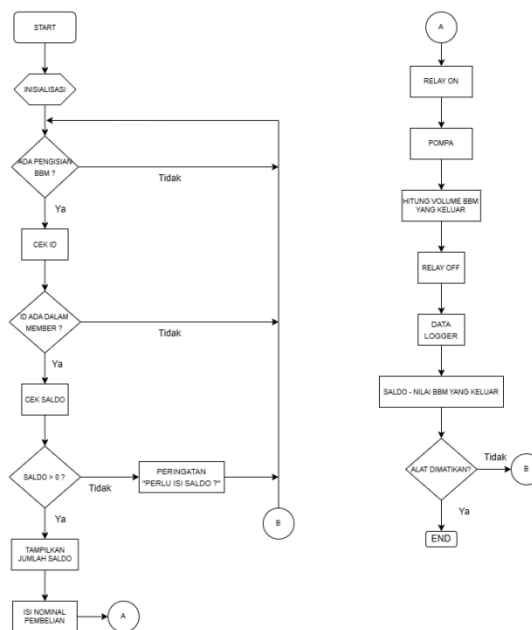 START
INISIALISASI
ADA PENGISIAN
BBM ?
Tidak
Ya
CEK ID
ID ADA DALAM
MEMBER ?
Tidak
Ya
CEK SALDO
SALDO > 0 ?
Tidak
PERINGATAN
"PERLU ISI SALDO ?"
B
Ya
TAMPILKAN
JUMLAH SALDO
ISI NOMINAL
PEMBELIAN
A
A
RELAY ON
POMPA
HITUNG VOLUME BBM
YANG KELUAR
RELAY OFF
DATA
LOGGER
SALDO - NILAI BBM YANG KELUAR
ALAT DIMATIKAN?
Tidak
B
Ya
END